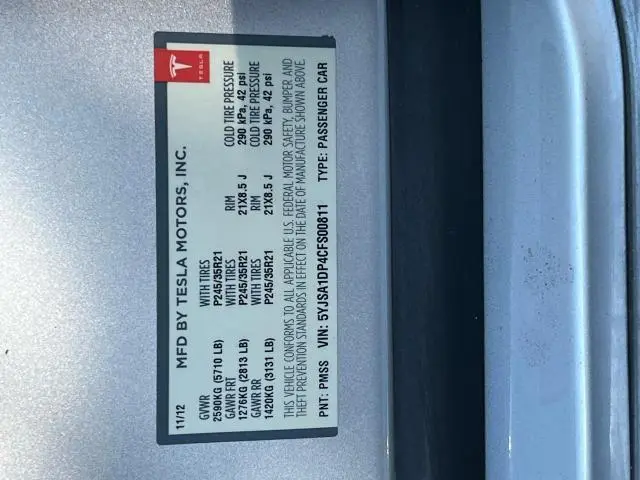 11/12 MFD BY TESLA MOTORS, INC. TESLA
GVWR WITH TIRES RIM COLD TIRE PRESSURE
2590KG (5710 LB) P245/35R21 21X8.5 J 290 kPa, 42 psi
GAWR FRT WITH TIRES RIM COLD TIRE PRESSURE
1276KG (2813 LB) P245/35R21 21X8.5 J 290 kPa, 42 psi
GAWR RR
1420KG (3131 LB) P245/35R21
THIS VEHICLE CONFORMS TO ALL APPLICABLE U.S. FEDERAL MOTOR SAFETY, BUMPER AND
THEFT PREVENTION STANDARDS IN EFFECT ON THE DATE OF MANUFACTURE SHOWN ABOVE.
PNT: PMSS VIN: 5YJSA1DP4CFS00811 TYPE: PASSENGER CAR